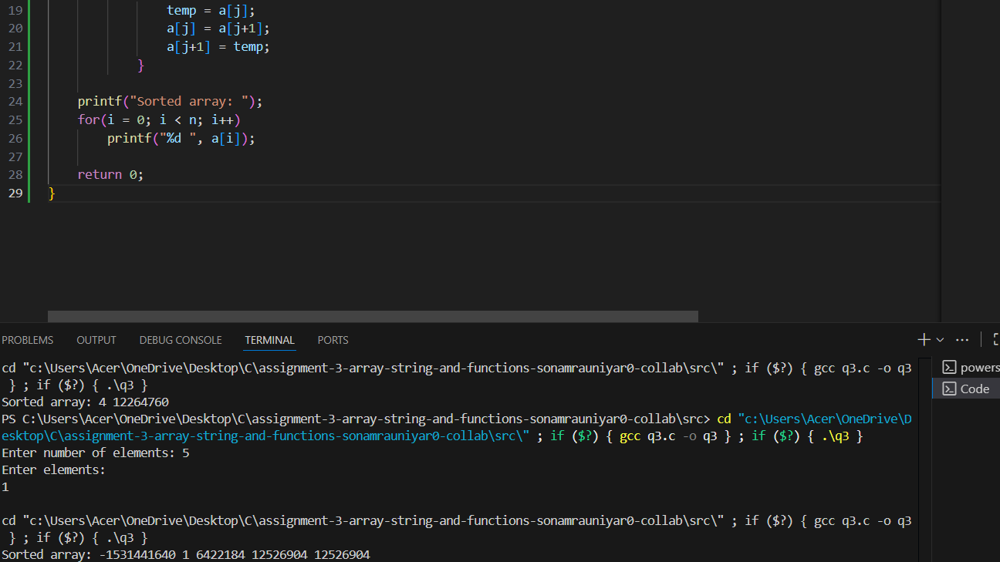 19 temp = a[j];
20 a[j] = a[j+1];
21 a[j+1] = temp;
22 }
23
24 printf("Sorted array: ");
25 for(i = 0; i < n; i++)
26 printf("%d ", a[i]);
27
28 return 0;
29 }
PROBLEMS OUTPUT DEBUG CONSOLE TERMINAL PORTS
cd "c:\Users\Acer\OneDrive\Desktop\C\assignment-3-array-string-and-functions-sonamrauniyar0-collab\src\" ; if ($?) { gcc q3.c -o q3
} ; if ($?) { .\q3 }
Sorted array: 4 12264760
PS C:\Users\Acer\OneDrive\Desktop\C\assignment-3-array-string-and-functions-sonamrauniyar0-collab\src> cd "c:\Users\Acer\OneDrive\D
esktop\C\assignment-3-array-string-and-functions-sonamrauniyar0-collab\src\" ; if ($?) { gcc q3.c -o q3 } ; if ($?) { .\q3 }
Enter number of elements: 5
Enter elements:
1
cd "c:\Users\Acer\OneDrive\Desktop\C\assignment-3-array-string-and-functions-sonamrauniyar0-collab\src\" ; if ($?) { gcc q3.c -o q3
} ; if ($?) { .\q3 }
Sorted array: -1531441640 1 6422184 12526904 12526904
powers
Code